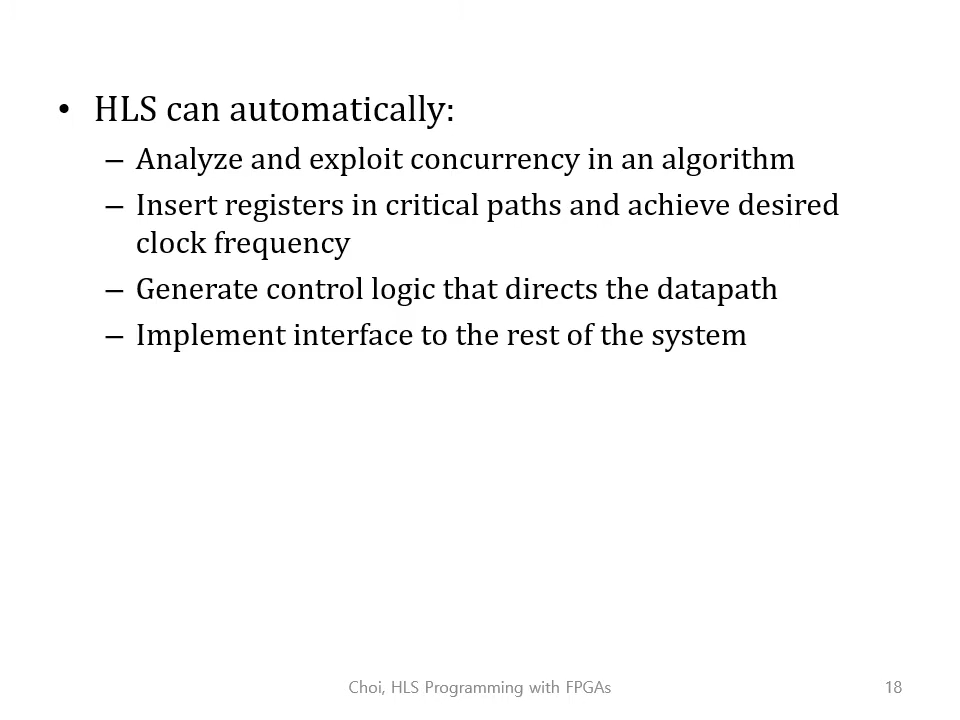 • HLS can automatically:
– Analyze and exploit concurrency in an algorithm
– Insert registers in critical paths and achieve desired
clock frequency
– Generate control logic that directs the datapath
– Implement interface to the rest of the system
Choi, HLS Programming with FPGAs
18